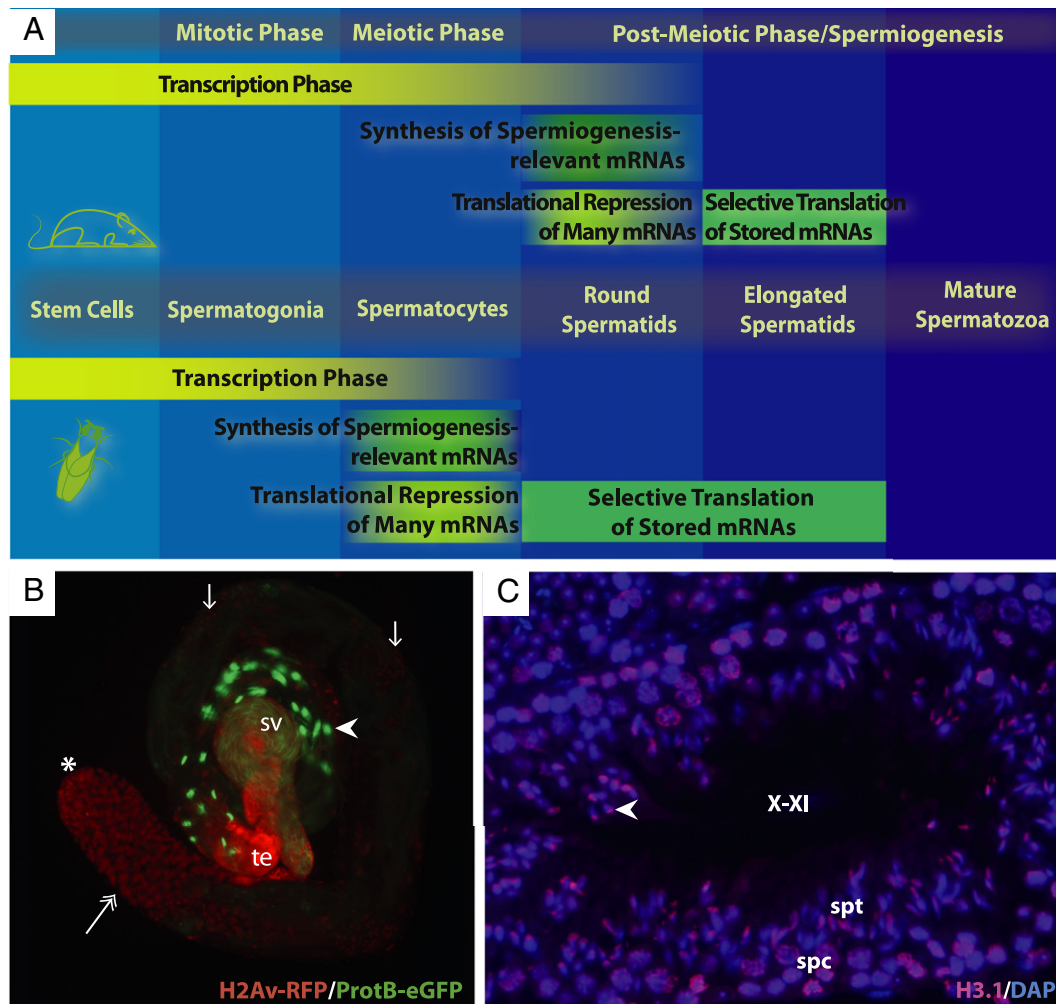 A
Mitotic Phase
Meiotic Phase
Post-Meiotic Phase/Spermiogenesis
Transcription Phase
Synthesis of Spermiogenesis-
relevant mRNAs
Translational Repression
of Many mRNAs
Selective Translation
of Stored mRNAs
Stem Cells
Spermatogonia
Spermatocytes
Round
Spermatids
Elongated
Spermatids
Mature
Spermatozoa
Transcription Phase
Synthesis of Spermiogenesis-
relevant mRNAs
Translational Repression
of Many mRNAs
Selective Translation
of Stored mRNAs
B
sv
*
te
H2Av-RFP/ProtB-eGFP
C
X-XI
spt
spc
H3.1/DAP